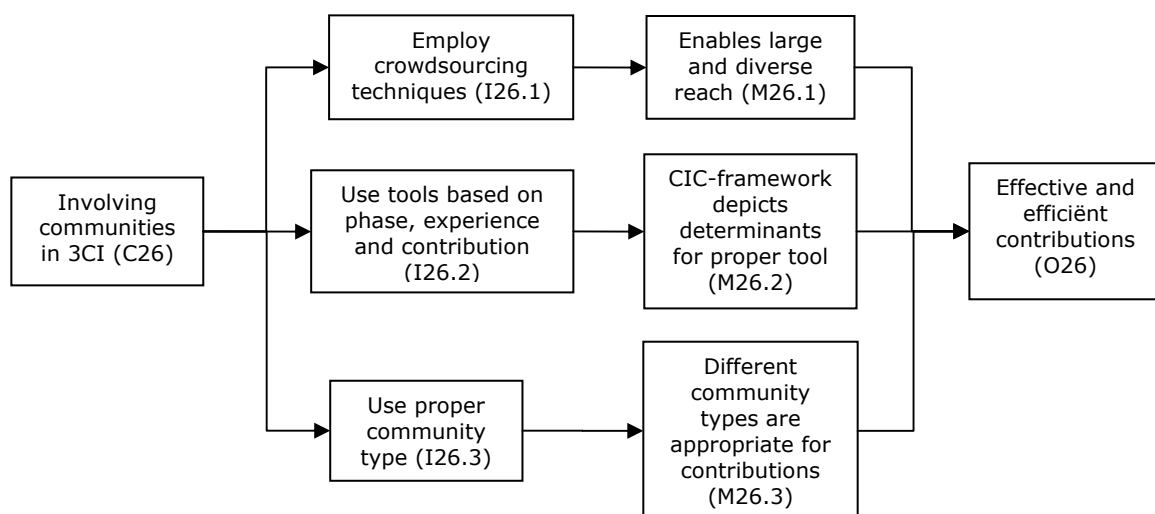 Employ
crowdsourcing
techniques (I26.1)
Enables large
and diverse
reach (M26.1)
Involving
communities
in 3CI (C26)
Use tools based on
phase, experience
and contribution
(I26.2)
CIC-framework
depicts
determinants
for proper tool
(M26.2)
Effective and
efficiënt
contributions
(O26)
Use proper
community
type (I26.3)
Different
community
types are
appropriate for
contributions
(M26.3)